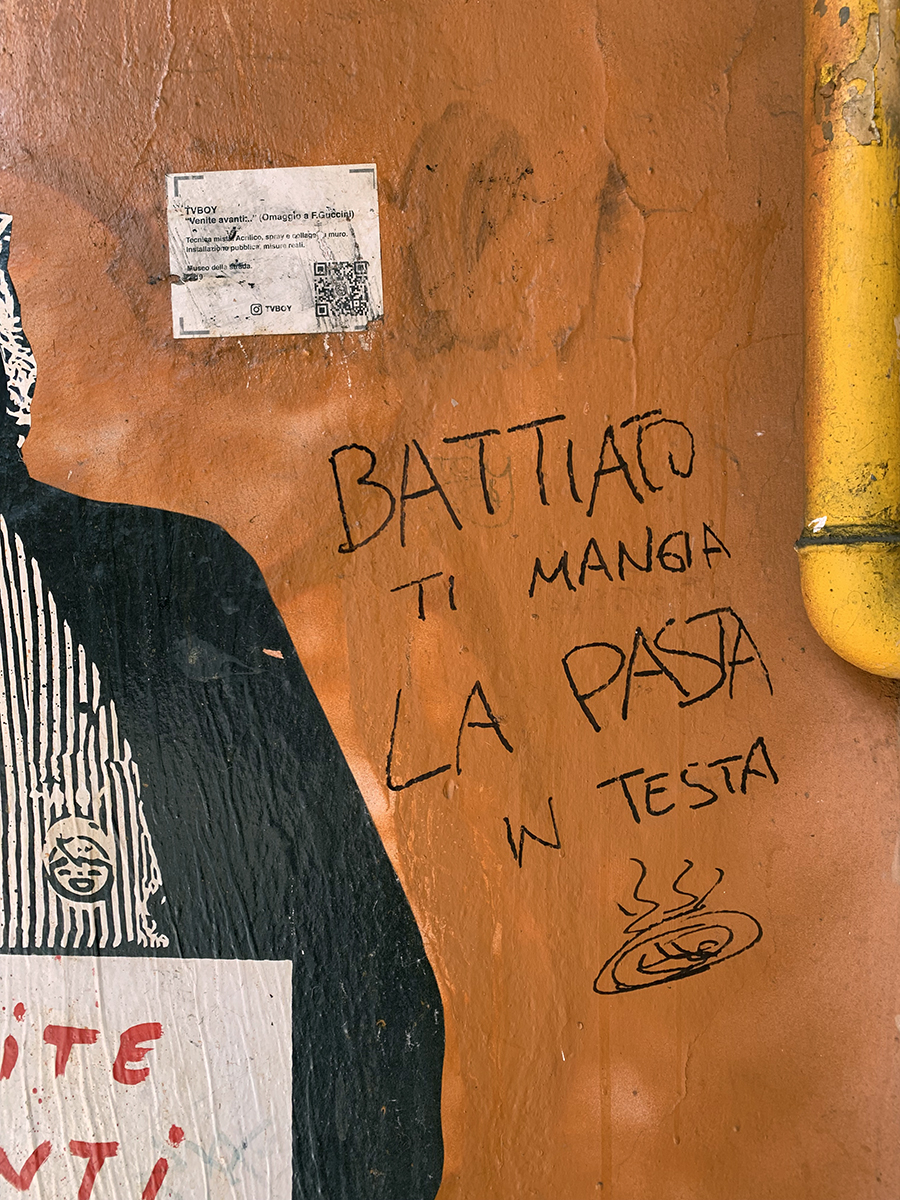 TVBOY
"Venite avanti..." (Omaggio a F.Guccini)
Tecnica mista: Acrilico, spray e collage su muro.
Installazione pubblica, misure reali.
Museo della strada.
TVBOY
BATTIATO
TI MANGIA
LA PASTA
IN TESTA
iTE
NTi